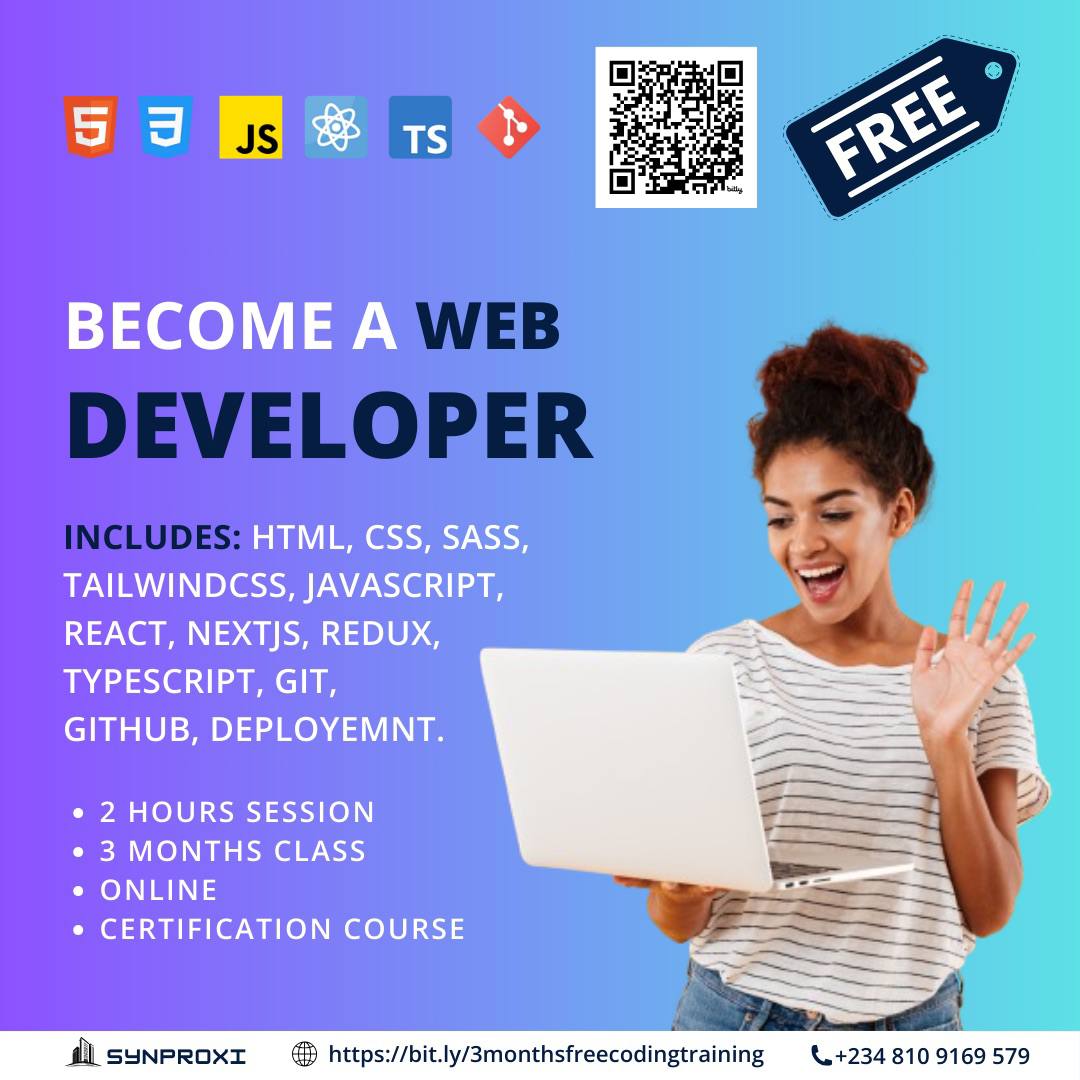 JS
TS
bitly
FREE
BECOME A WEB
DEVELOPER
INCLUDES: HTML, CSS, SASS,
TAILWINDCSS, JAVASCRIPT,
REACT, NEXTJS, REDUX,
TYPESCRIPT, GIT,
GITHUB, DEPLOYEMNT.
• 2 HOURS SESSION
• 3 MONTHS CLASS
• ONLINE
• CERTIFICATION COURSE
SYNPROXI
https://bit.ly/3monthsfreecodingtraining
+234 810 9169 579